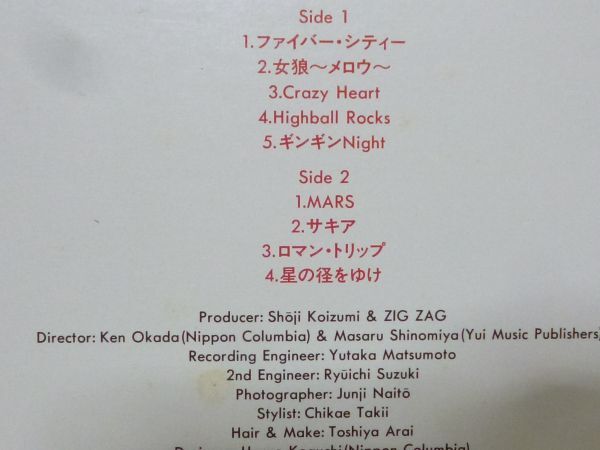 Side 1
1.ファイバー・シティー
2.女狼〜メロウ〜
3.Crazy Heart
4.Highball Rocks
5.ギンギンNight
Side 2
1.MARS
2.サキア
3.ロマン・トリップ
4.星の径をゆけ
Producer: Shōji Koizumi & ZIG ZAG
Director: Ken Okada(Nippon Columbia) & Masaru Shinomiya(Yui Music Publishers)
Recording Engineer: Yutaka Matsumoto
2nd Engineer: Ryūichi Suzuki
Photographer: Junji Naitō
Stylist: Chikae Takii
Hair & Make: Toshiya Arai
(Nippon Columbia)